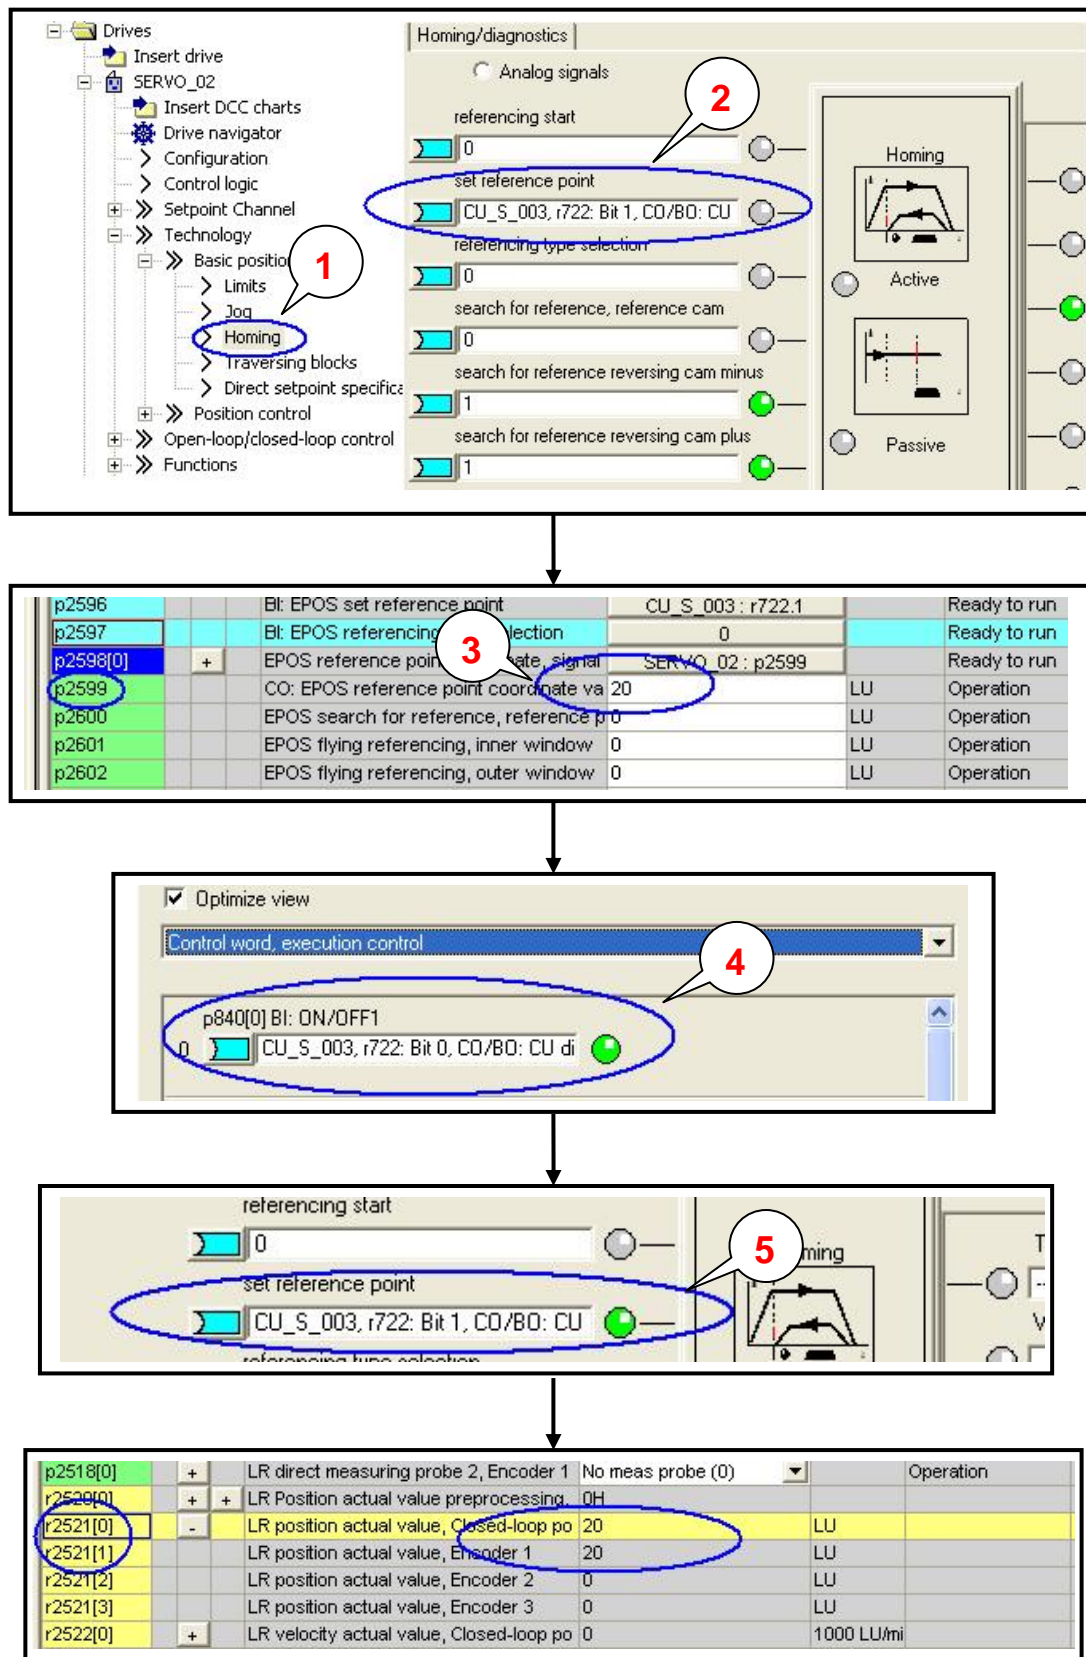 Drives
Insert drive
SERVO_02
Insert DCC charts
Drive navigator
Configuration
Control logic
Setpoint Channel
Technology
Basic positio
Limits
Jog
Homing
Traversing blocks
Direct setpoint specifica
Position control
Open-loop/closed-loop control
Functions
1
Homing/diagnostics
Analog signals
2
referencing start
0
set reference point
CU_S_003, r722: Bit 1, CO/BO: CU
referencing type selection
0
search for reference, reference cam
0
search for reference reversing cam minus
1
search for reference reversing cam plus
1
Homing
Active
Passive
p2596 BI: EPOS set reference point CU_S_003 : r722.1 Ready to run
p2597 BI: EPOS referencing lection 0 Ready to run
p2598[0] + EPOS reference poin ate, signal SERVO_02 : p2599 Ready to run
3
p2599 CO: EPOS reference point coordinate va 20 LU Operation
p2600 EPOS search for reference, reference p 0 LU Operation
p2601 EPOS flying referencing, inner window 0 LU Operation
p2602 EPOS flying referencing, outer window 0 LU Operation
Optimize view
Control word, execution control
4
p840[0] BI: ON/OFF1
0 CU_S_003, r722: Bit 0, CO/BO: CU di
referencing start
0
5
ming
T
set reference point
CU_S_003, r722: Bit 1, CO/BO: CU
V
referencing type selection
p2518[0] + LR direct measuring probe 2, Encoder 1 No meas probe (0) Operation
r2520[0] + + LR Position actual value preprocessing, 0H
r2521[0] - LR position actual value, Closed-loop po 20 LU
r2521[1] LR position actual value, Encoder 1 20 LU
r2521[2] LR position actual value, Encoder 2 0 LU
r2521[3] LR position actual value, Encoder 3 0 LU
r2522[0] + LR velocity actual value, Closed-loop po 0 1000 LU/mi